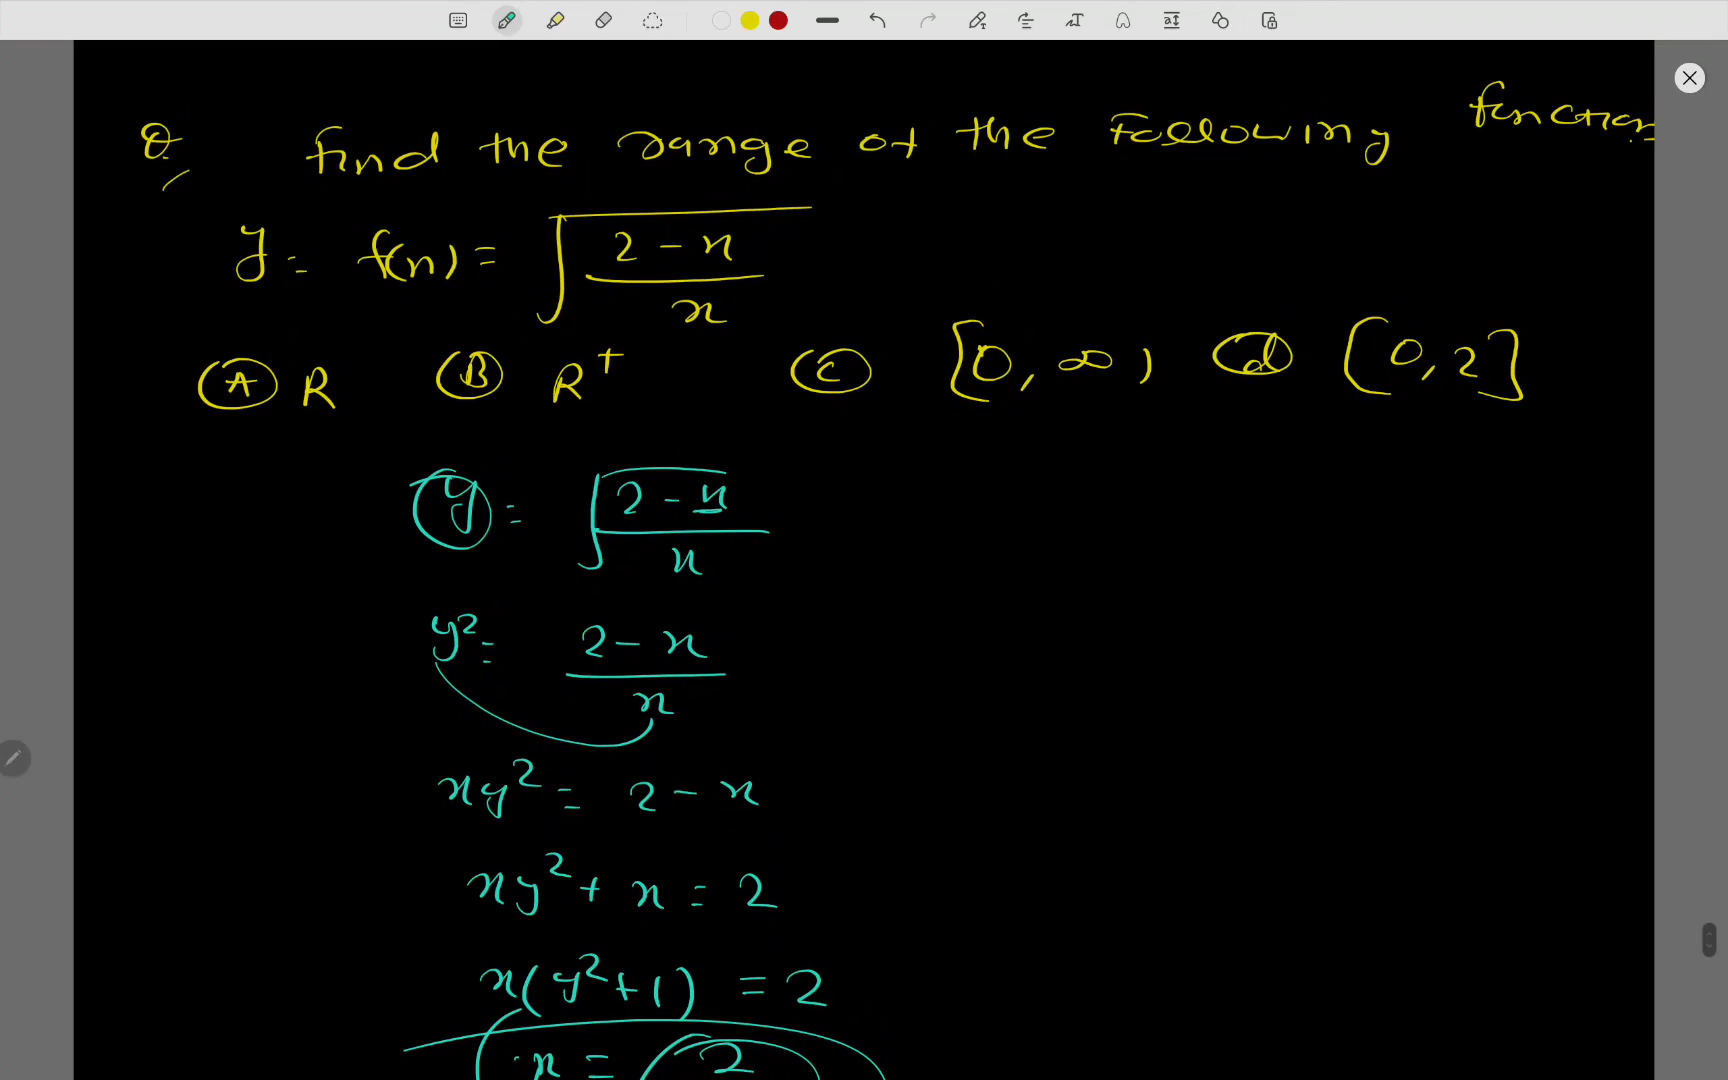 Q Find the range of the Following function
y = f(x) = √(2 - x / x)
(A) R (B) R⁺ (C) [0, ∞) (d) [0, 2]
y = √(2 - x / x)
y² = 2 - x / x
xy² = 2 - x
xy² + x = 2
x(y² + 1) = 2
x = 2